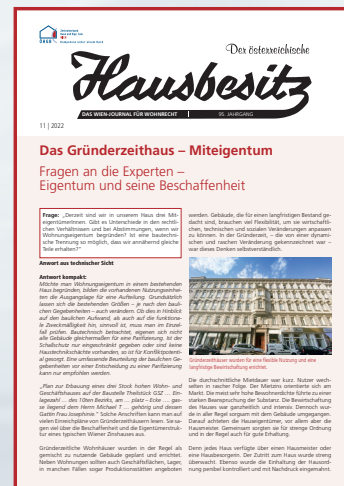 Der österreichische
Hausbesitz
DAS WIEN-JOURNAL FÜR WOHNRECHT
95. JAHRGANG
11 | 2022
Das Gründerzeithaus – Miteigentum
Fragen an die Experten –
Eigentum und seine Beschaffenheit
Frage: „Derzeit sind wir in unserem Haus drei Mit-
eigentümerInnen. Gibt es Unterschiede in den rechtli-
chen Verhältnissen und bei Abstimmungen, wenn wir
Wohnungseigentum begründen? Ist eine bautechni-
sche Trennung so möglich, dass wir annähernd gleiche
Teile erhalten?“
Antwort aus technischer Sicht
Antwort kompakt:
Möchte man Wohnungseigentum in einem bestehenden
Haus begründen, bilden die vorhandenen Nutzungseinhei-
ten die Ausgangslage für eine Aufteilung. Grundsätzlich
lassen sich die bestehenden Größen – je nach den bauli-
chen Gegebenheiten – auch verändern. Ob dies in Hinblick
auf den baulichen Aufwand, als auch auf die funktiona-
le Zweckmäßigkeit hin, sinnvoll ist, muss man im Einzel-
fall prüfen. Bautechnisch betrachtet, eignen sich nicht
alle Gebäude gleichermaßen für eine Parifizierung. Ist der
Schallschutz nur eingeschränkt gegeben oder sind keine
Haustechnikschächte vorhanden, so ist für Konfliktpotenti-
al gesorgt. Eine umfassende Beurteilung der baulichen Ge-
gebenheiten vor einer Entscheidung zu einer Parifizierung
kann nur empfohlen werden.
„Plan zur Erbauung eines drei Stock hohen Wohn- und
Geschäftshauses auf der Baustelle Theilstück GSZ … Ein-
lagezahl … des 10ten Bezirks, am … platz – Ecke … gas-
se liegend dem Herrn Michael T … gehörig und dessen
Gattin Frau Josephine.“ Solche Anschriften kann man auf
vielen Einreichpläne von Gründerzeithäusern lesen. Sie sa-
gen viel über die Beschaffenheit und die Eigentümerstruk-
tur eines typischen Wiener Zinshauses aus.
Gründerzeitliche Wohnhäuser wurden in der Regel als
gemischt zu nutzende Gebäude geplant und errichtet.
Neben Wohnungen sollten auch Geschäftflächen, Lager,
in manchen Fällen sogar Produktionsstätten angeboten
werden. Gebäude, die für einen langfristigen Bestand ge-
dacht sind, brauchen viel Flexibilität, um sie wirtschaftli-
chen, technischen und sozialen Veränderungen anpassen
zu können. In der Gründerzeit, – die von einer dynami-
schen und raschen Veränderung gekennzeichnet war –
war dieses Denken selbstverständlich.
Gründerzeithäuser wurden für eine flexible Nutzung und eine
langfristige Bewirtschaftung errichtet.
Die durchschnittliche Mietdauer war kurz. Nutzer wech-
selten in rascher Folge. Der Mietzins orientierte sich am
Markt. Die meist sehr hohe Bewohnerdichte führte zu einer
starken Beanspruchung der Substanz. Die Bewirtschaftung
des Hauses war ganzheitlich und intensiv. Dennoch wur-
de in aller Regel sorgsam mit dem Gebäude umgegangen.
Darauf achteten die Hauseigentümer, vor allem aber die
Hausmeister. Gemeinsam sorgten sie für strenge Ordnung
und in der Regel auch für gute Erhaltung.
Denn jedes Haus verfügte über einen Hausmeister oder
eine Hausbesorgerin. Der Zutritt zum Haus wurde streng
überwacht. Ebenso wurde die Einhaltung der Hausord-
nung penibel kontrolliert und mit Nachdruck eingemahnt.